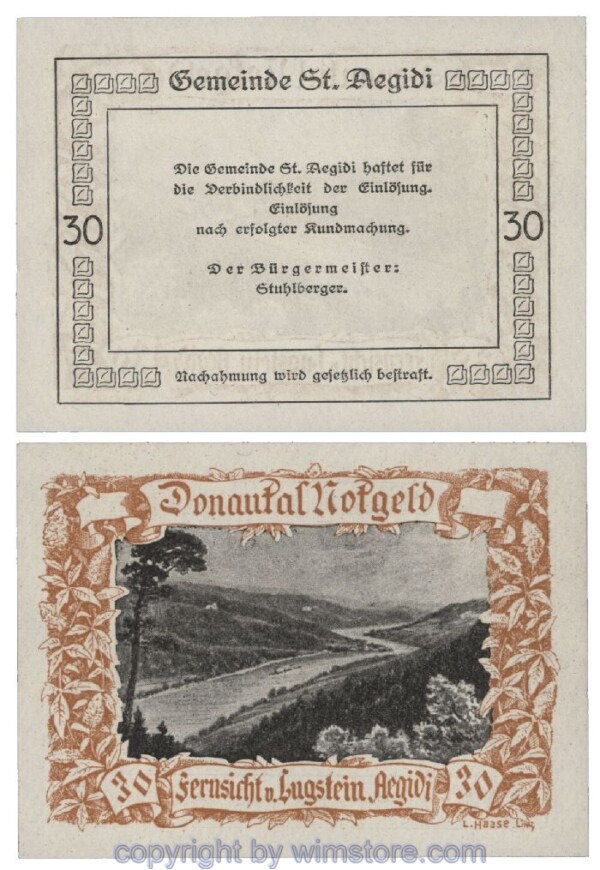 Gemeinde St. Aegidi
Die Gemeinde St. Aegidi haftet für
die Verbindlichkeit der Einlösung.
Einlösung
nach erfolgter Kundmachung.
30
30
Der Bürgermeister:
Stuhlberger.
Nachahmung wird gesetzlich bestraft.
Donautal Notgeld
30 Fernsicht v. Lugstein Aegidi 30
L. Haase
copyright by wimstore.com